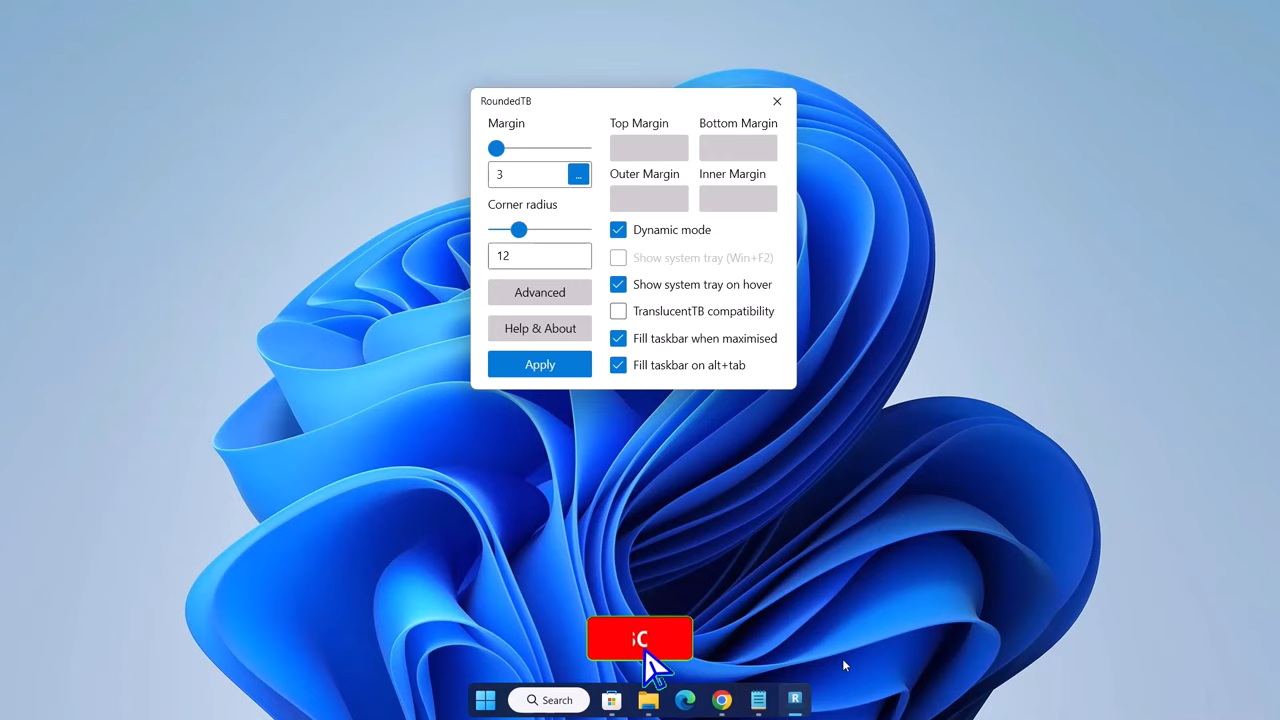 RoundedTB
Margin
3
...
Corner radius
12
Advanced
Help & About
Apply
Top Margin
Bottom Margin
Outer Margin
Inner Margin
Dynamic mode
Show system tray (Win+F2)
Show system tray on hover
TranslucentTB compatibility
Fill taskbar when maximised
Fill taskbar on alt+tab
Search
R